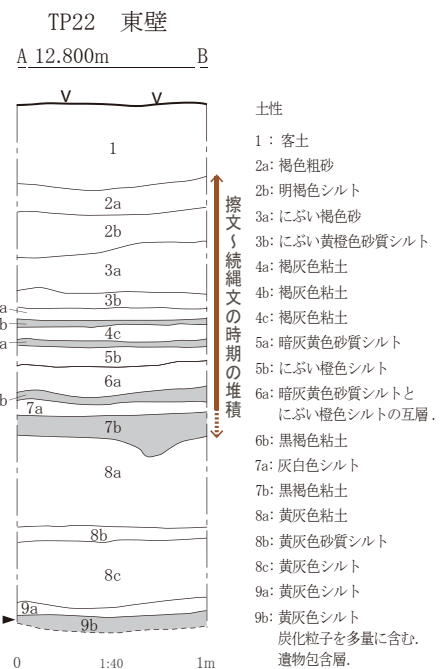 TP22 東壁
A 12.800m B
1
2a
2b
3a
3b
4c
5b
6a
7a
7b
8a
8b
8c
9a
9b
0 1:40 1m
擦文～続縄文の時期の堆積
土性
1 : 客土
2a: 褐色粗砂
2b: 明褐色シルト
3a: にぶい褐色砂
3b: にぶい黄橙色砂質シルト
4a: 褐灰色粘土
4b: 褐灰色粘土
4c: 褐灰色粘土
5a: 暗灰黄色砂質シルト
5b: にぶい橙色シルト
6a: 暗灰黄色砂質シルトと
にぶい橙色シルトの互層.
6b: 黒褐色粘土
7a: 灰白色シルト
7b: 黒褐色粘土
8a: 黄灰色粘土
8b: 黄灰色砂質シルト
8c: 黄灰色シルト
9a: 黄灰色シルト
9b: 黄灰色シルト
炭化粒子を多量に含む.
遺物包含層.